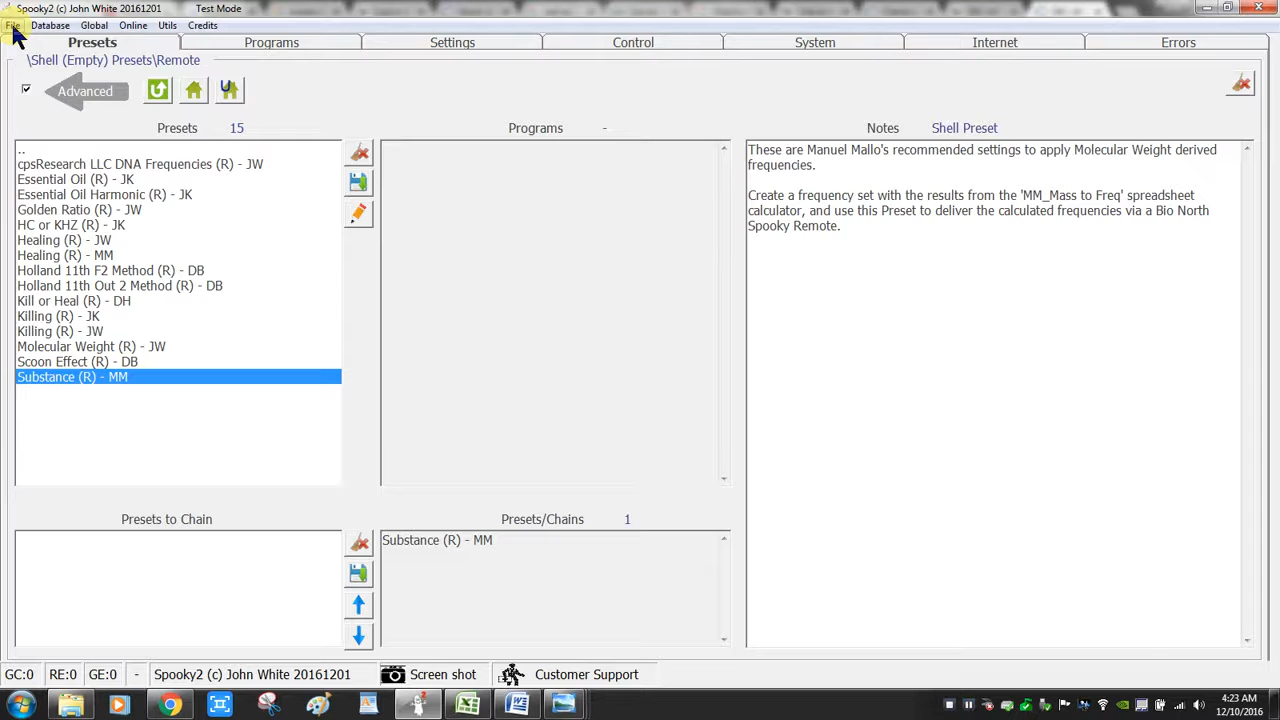 Spooky2 (c) John White 20161201 Test Mode
File Database Global Online Utils Credits
Presets Programs Settings Control System Internet Errors
\Shell (Empty) Presets\Remote
Advanced
Presets 15
Programs -
Notes Shell Preset
..
cpsResearch LLC DNA Frequencies (R) - JW
Essential Oil (R) - JK
Essential Oil Harmonic (R) - JK
Golden Ratio (R) - JW
HC or KHZ (R) - JK
Healing (R) - JW
Healing (R) - MM
Holland 11th F2 Method (R) - DB
Holland 11th Out 2 Method (R) - DB
Kill or Heal (R) - DH
Killing (R) - JK
Killing (R) - JW
Molecular Weight (R) - JW
Scoon Effect (R) - DB
Substance (R) - MM
These are Manuel Mallo's recommended settings to apply Molecular Weight derived
frequencies.
Create a frequency set with the results from the 'MM_Mass to Freq' spreadsheet
calculator, and use this Preset to deliver the calculated frequencies via a Bio North
Spooky Remote.
Presets to Chain
Presets/Chains 1
Substance (R) - MM
GC:0 RE:0 GE:0 - Spooky2 (c) John White 20161201 Screen shot Customer Support
4:23 AM
12/10/2016